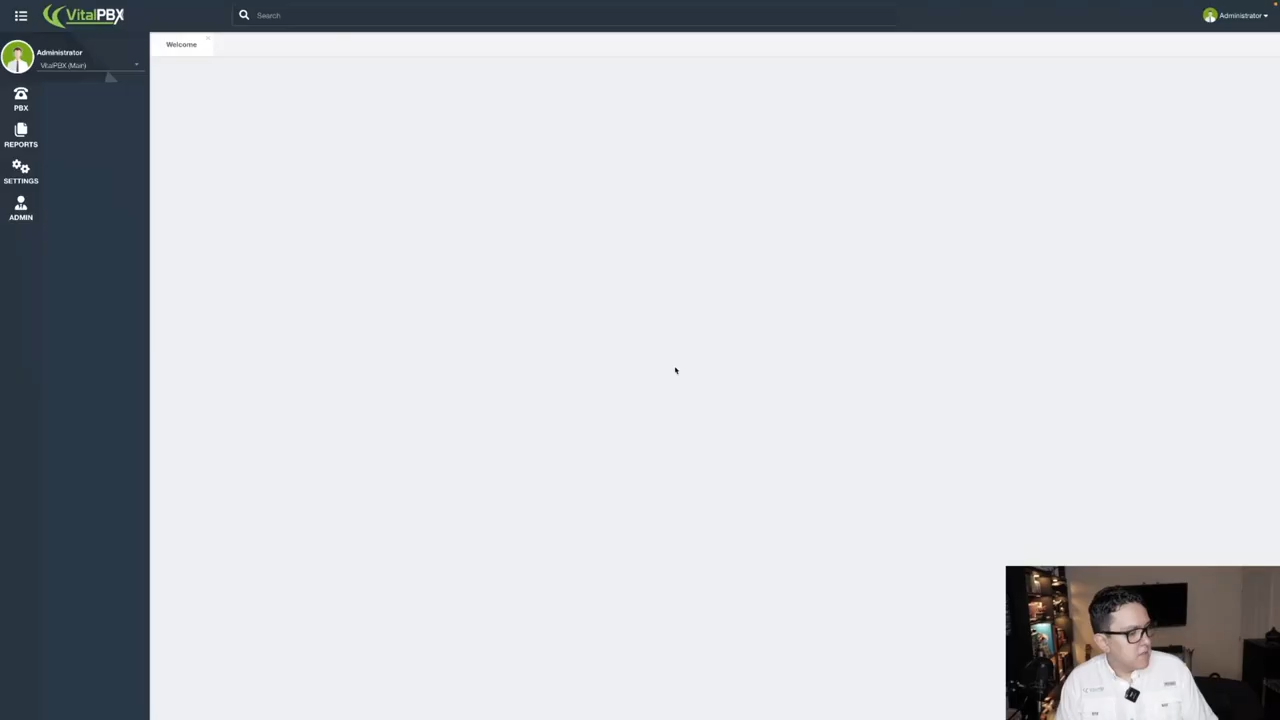 VitalPBX
Search
Administrator
Administrator
VitalPBX (Main)
Welcome
PBX
REPORTS
SETTINGS
ADMIN